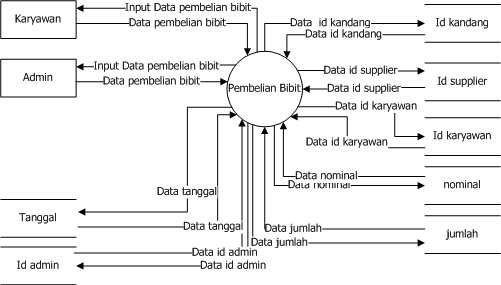 Karyawan
Input Data pembelian bibit
Data pembelian bibit
Data  id kandang
Data id kandang
Id kandang
Admin
Input Data pembelian bibit
Data pembelian bibit
Pembelian Bibit
Data id supplier
Data id supplier
Id supplier
Data id karyawan
Data id karyawan
Id karyawan
Data nominal
Data nominal
nominal
Data tanggal
Data tanggal
Tanggal
Data jumlah
Data jumlah
jumlah
Id admin
Data id admin
Data id admin